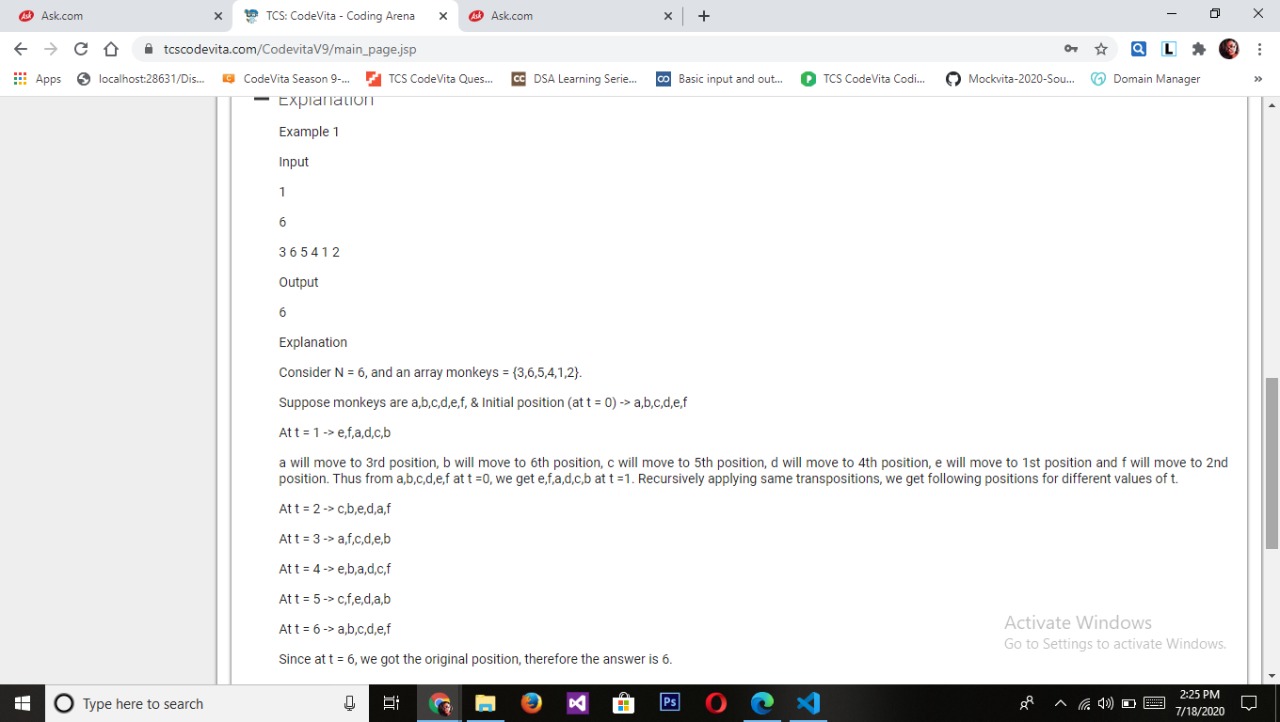 Ask.com
TCS: CodeVita - Coding Arena
Ask.com
tcscodevita.com/CodevitaV9/main_page.jsp
Apps
localhost:28631/Dis...
CodeVita Season 9-...
TCS CodeVita Ques...
DSA Learning Serie...
Basic input and out...
TCS CodeVita Codi...
Mockvita-2020-Sou...
Domain Manager
»
Explanation
Example 1
Input
1
6
3 6 5 4 1 2
Output
6
Explanation
Consider N = 6, and an array monkeys = {3,6,5,4,1,2}.
Suppose monkeys are a,b,c,d,e,f, & Initial position (at t = 0) -> a,b,c,d,e,f
At t = 1 -> e,f,a,d,c,b
a will move to 3rd position, b will move to 6th position, c will move to 5th position, d will move to 4th position, e will move to 1st position and f will move to 2nd
position. Thus from a,b,c,d,e,f at t =0, we get e,f,a,d,c,b at t =1. Recursively applying same transpositions, we get following positions for different values of t.
At t = 2 -> c,b,e,d,a,f
At t = 3 -> a,f,c,d,e,b
At t = 4 -> e,b,a,d,c,f
At t = 5 -> c,f,e,d,a,b
At t = 6 -> a,b,c,d,e,f
Since at t = 6, we got the original position, therefore the answer is 6.
Activate Windows
Go to Settings to activate Windows.
Type here to search
Ps
2:25 PM
7/18/2020